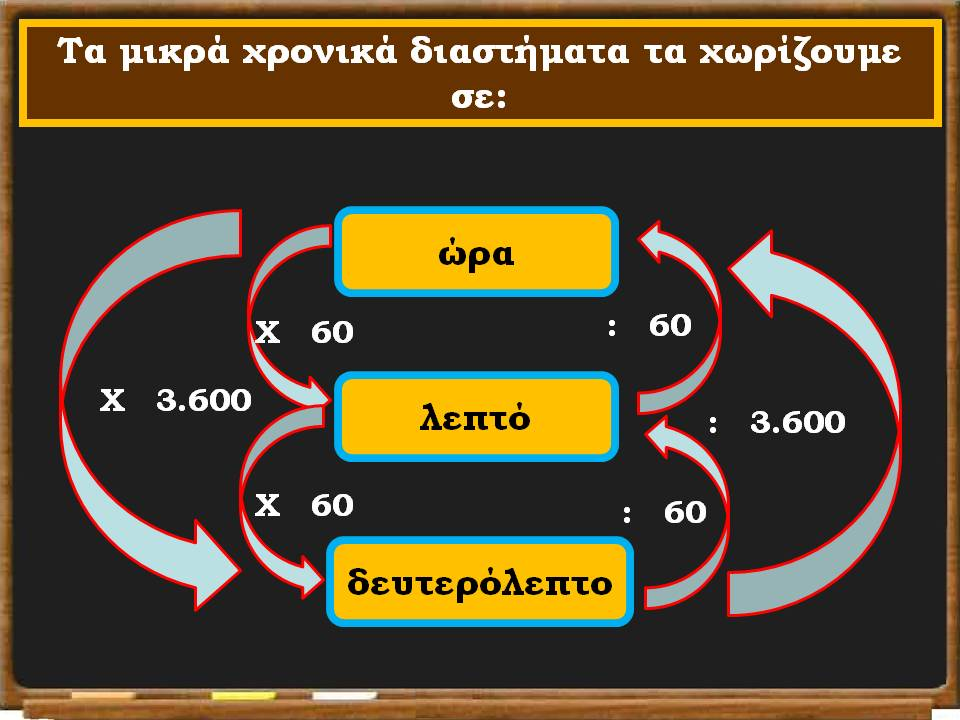 Τα μικρά χρονικά διαστήματα τα χωρίζουμε
σε:
ώρα
Χ 60
: 60
Χ 3.600
λεπτό
: 3.600
Χ 60
: 60
δευτερόλεπτο